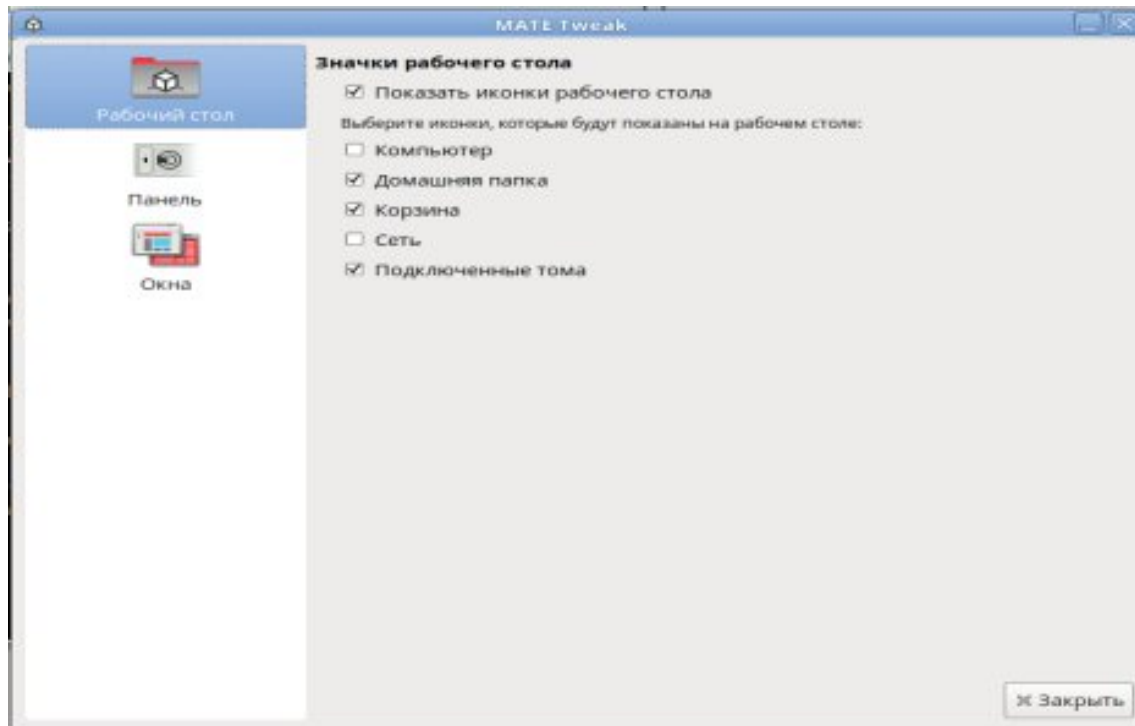 MATE Tweak
Рабочий стол
Панель
Окна
Значки рабочего стола
Показать иконки рабочего стола
Выберите иконки, которые будут показаны на рабочем столе:
Компьютер
Домашняя папка
Корзина
Сеть
Подключенные тома
Закрыть